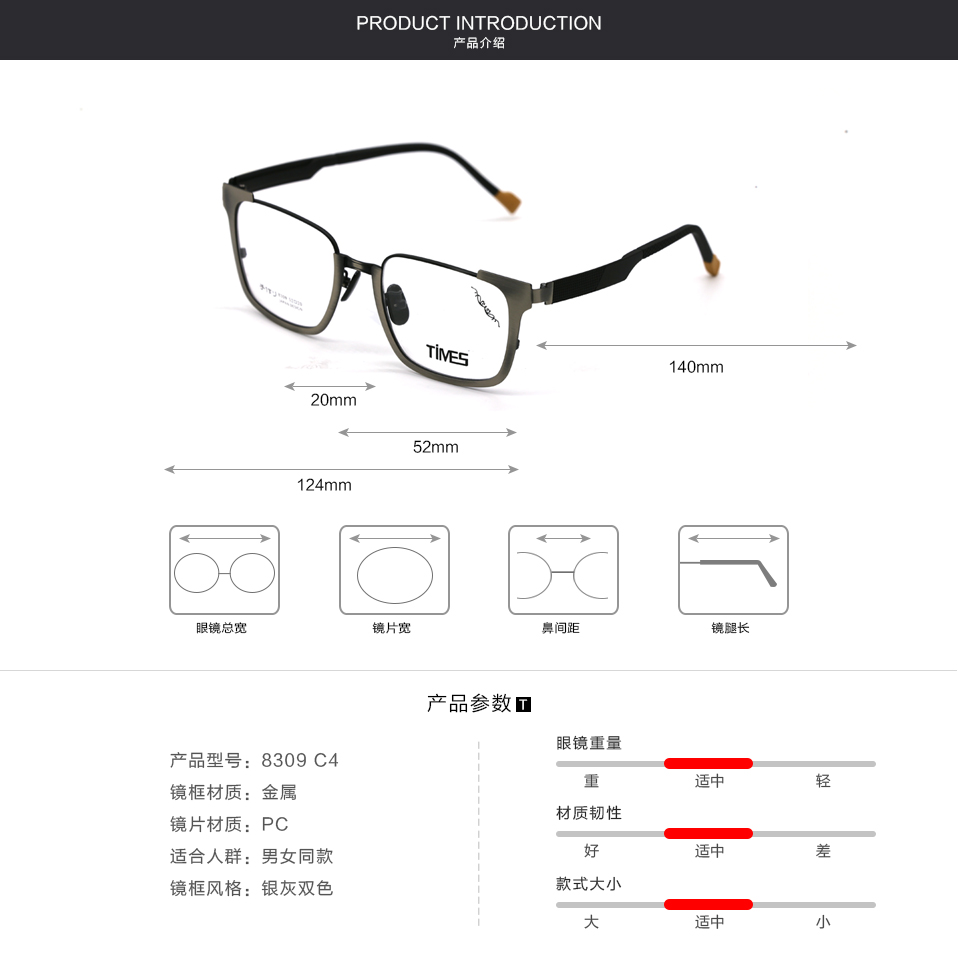 PRODUCT INTRODUCTION
产品介绍
TIMES
140mm
20mm
52mm
124mm
眼镜总宽
镜片宽
鼻间距
镜腿长
产品参数 T
产品型号：8309 C4
镜框材质：金属
镜片材质：PC
适合人群：男女同款
镜框风格：银灰双色
眼镜重量
重 适中 轻
材质韧性
好 适中 差
款式大小
大 适中 小